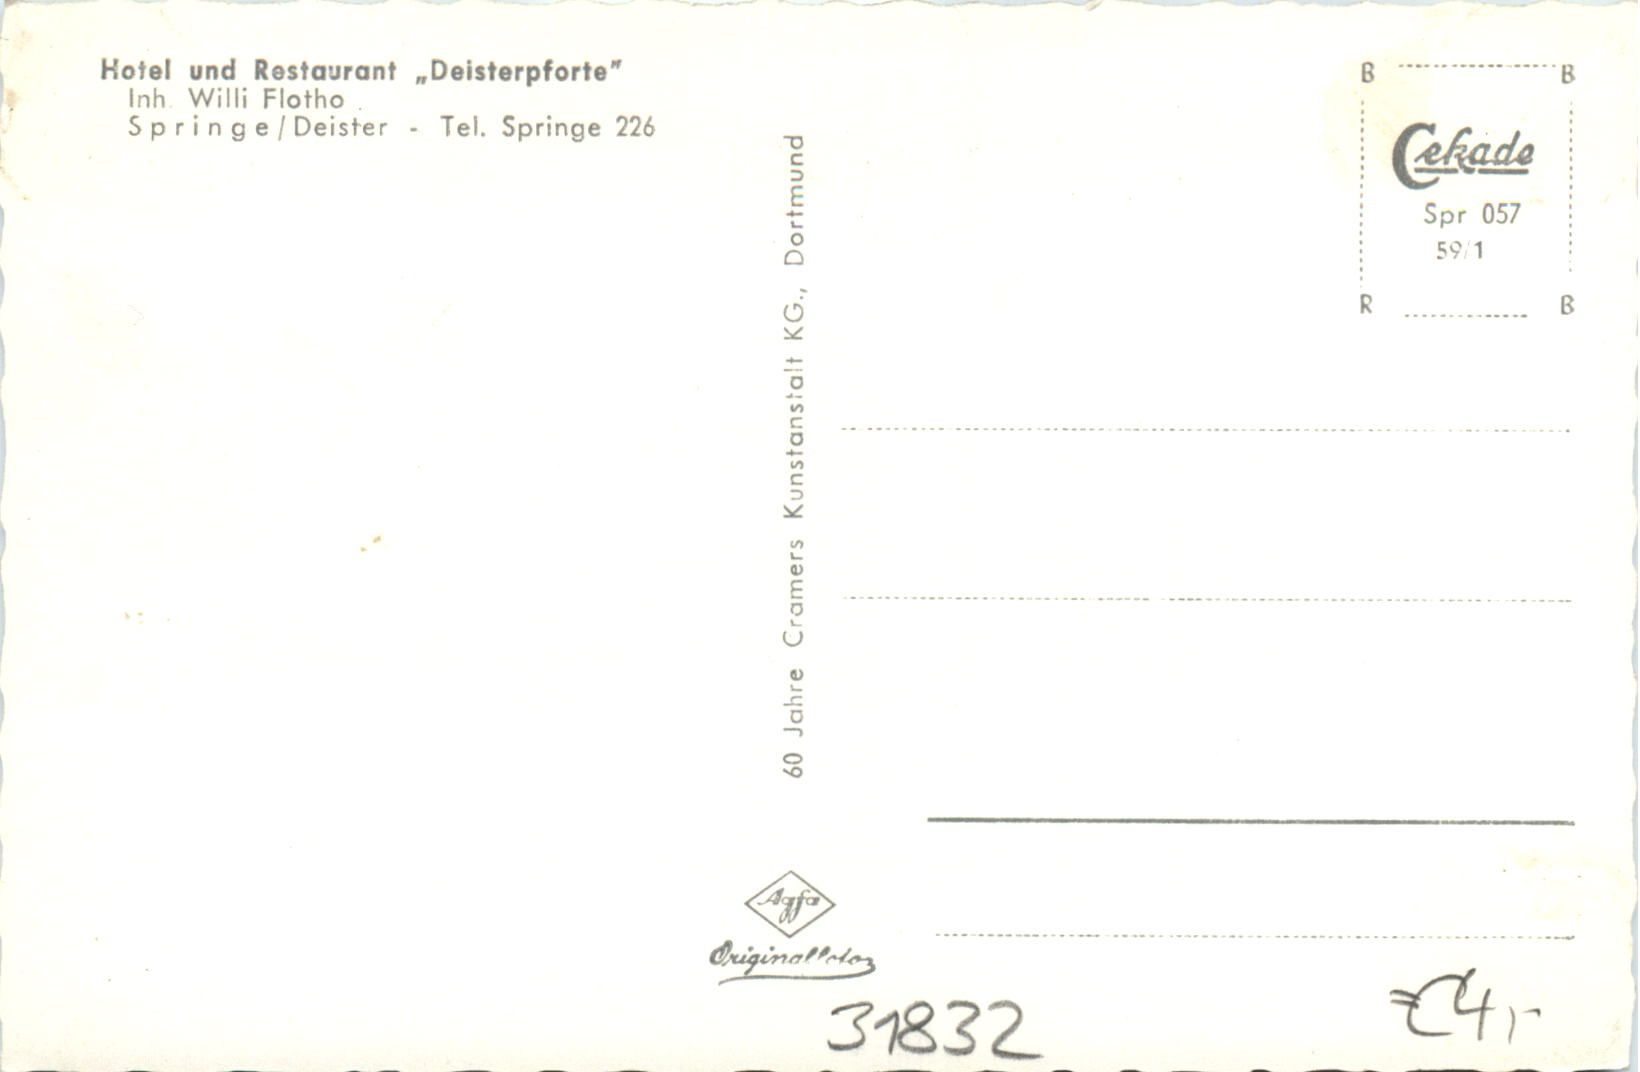 Hotel und Restaurant „Deisterpforte"
Inh. Willi Flotho
Springe/Deister - Tel. Springe 226
60 Jahre Cramers Kunstanstalt KG., Dortmund
B B
Cekade
Spr 057
59/1
R B
Agfa
Originalfoto
31832
€4,-